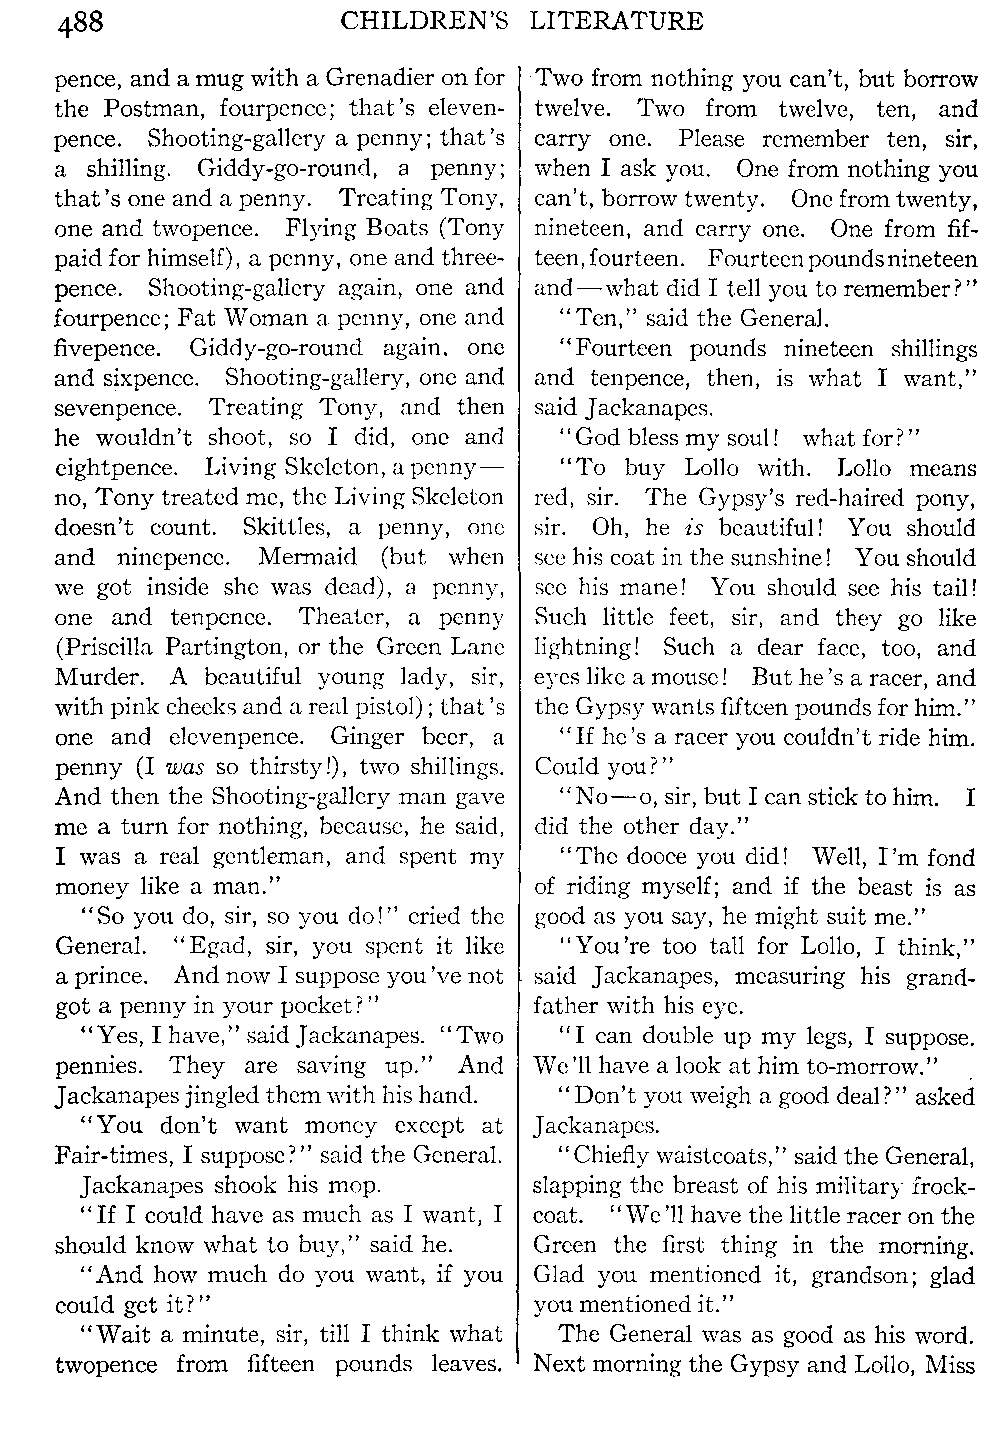 488 CHILDREN'S LITERATURE
pence, and a mug with a Grenadier on for
the Postman, fourpence; that's eleven-
pence. Shooting-gallery a penny; that's
a shilling. Giddy-go-round, a penny;
that's one and a penny. Treating Tony,
one and twopence. Flying Boats (Tony
paid for himself), a penny, one and three-
pence. Shooting-gallery again, one and
fourpence; Fat Woman a penny, one and
fivepence. Giddy-go-round again, one
and sixpence. Shooting-gallery, one and
sevenpence. Treating Tony, and then
he wouldn't shoot, so I did, one and
eightpence. Living Skeleton, a penny—
no, Tony treated me, the Living Skeleton
doesn't count. Skittles, a penny, one
and ninepence. Mermaid (but when
we got inside she was dead), a penny,
one and tenpence. Theater, a penny
(Priscilla Partington, or the Green Lane
Murder. A beautiful young lady, sir,
with pink cheeks and a real pistol); that's
one and elevenpence. Ginger beer, a
penny (I was so thirsty!), two shillings.
And then the Shooting-gallery man gave
me a turn for nothing, because, he said,
I was a real gentleman, and spent my
money like a man."
"So you do, sir, so you do!" cried the
General. "Egad, sir, you spent it like
a prince. And now I suppose you've not
got a penny in your pocket?"
"Yes, I have," said Jackanapes. "Two
pennies. They are saving up." And
Jackanapes jingled them with his hand.
"You don't want money except at
Fair-times, I suppose?" said the General.
Jackanapes shook his mop.
"If I could have as much as I want, I
should know what to buy," said he.
"And how much do you want, if you
could get it?"
"Wait a minute, sir, till I think what
twopence from fifteen pounds leaves.
Two from nothing you can't, but borrow
twelve. Two from twelve, ten, and
carry one. Please remember ten, sir,
when I ask you. One from nothing you
can't, borrow twenty. One from twenty,
nineteen, and carry one. One from fif-
teen, fourteen. Fourteen pounds nineteen
and—what did I tell you to remember?"
"Ten," said the General.
"Fourteen pounds nineteen shillings
and tenpence, then, is what I want,"
said Jackanapes.
"God bless my soul! what for?"
"To buy Lollo with. Lollo means
red, sir. The Gypsy's red-haired pony,
sir. Oh, he is beautiful! You should
see his coat in the sunshine! You should
see his mane! You should see his tail!
Such little feet, sir, and they go like
lightning! Such a dear face, too, and
eyes like a mouse! But he's a racer, and
the Gypsy wants fifteen pounds for him."
"If he's a racer you couldn't ride him.
Could you?"
"No—o, sir, but I can stick to him. I
did the other day."
"The dooce you did! Well, I'm fond
of riding myself; and if the beast is as
good as you say, he might suit me."
"You're too tall for Lollo, I think,"
said Jackanapes, measuring his grand-
father with his eye.
"I can double up my legs, I suppose.
We'll have a look at him to-morrow."
"Don't you weigh a good deal?" asked
Jackanapes.
"Chiefly waistcoats," said the General,
slapping the breast of his military frock-
coat. "We'll have the little racer on the
Green the first thing in the morning.
Glad you mentioned it, grandson; glad
you mentioned it."
The General was as good as his word.
Next morning the Gypsy and Lollo, Miss